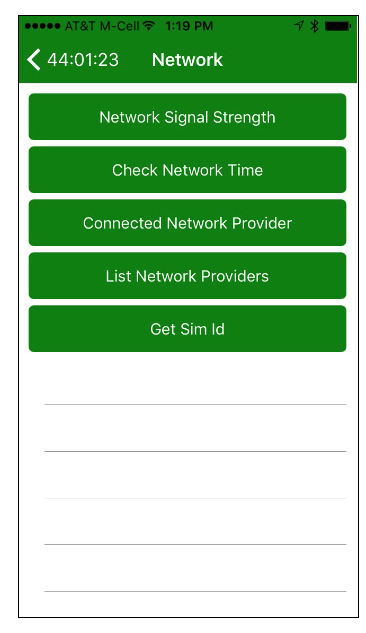 AT&T M-Cell 1:19 PM
44:01:23 Network
Network Signal Strength
Check Network Time
Connected Network Provider
List Network Providers
Get Sim Id